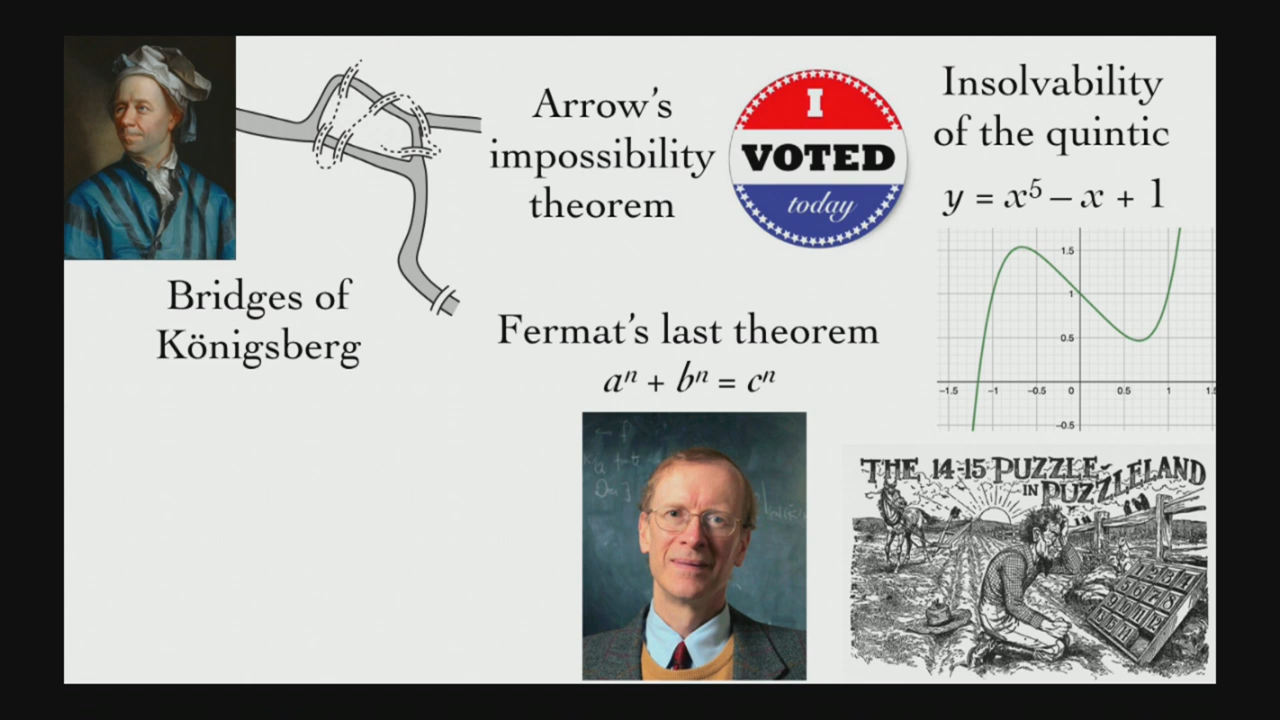 Bridges of
Königsberg
Arrow's
impossibility
theorem
I
VOTED
today
Insolvability
of the quintic
y = x⁵ – x + 1
1.5
1
0.5
−1.5 −1 −0.5 0 0.5 1 1.5
−0.5
Fermat's last theorem
aⁿ + bⁿ = cⁿ
THE 14-15 PUZZLE
IN PUZZLELAND